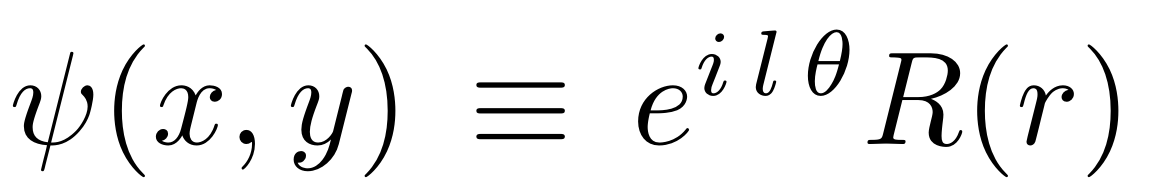 ψ(x, y) ≡ e^{i l θ} R(r)